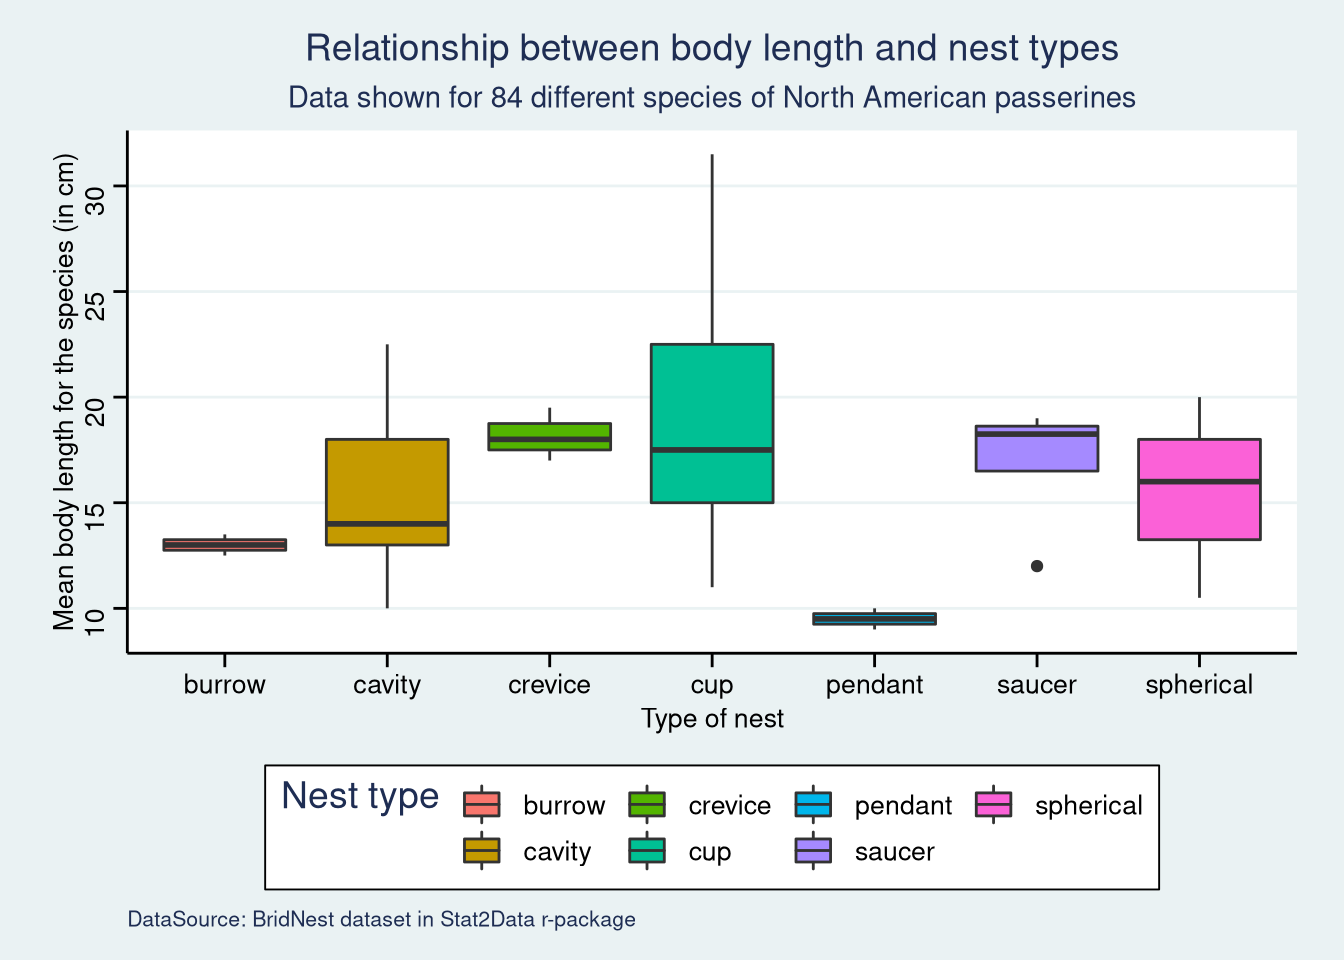 Relationship between body length and nest types
Data shown for 84 different species of North American passerines
Mean body length for the species (in cm)
30
25
20
15
10
burrow cavity crevice cup pendant saucer spherical
Type of nest
Nest type
burrow crevice pendant spherical
cavity cup saucer
DataSource: BridNest dataset in Stat2Data r-package